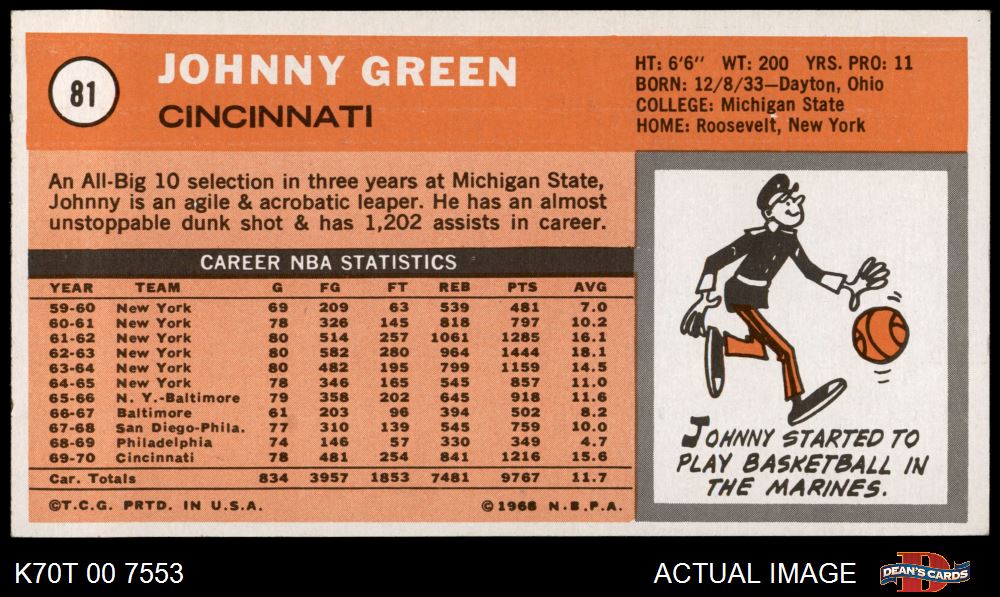 81
JOHNNY GREEN
CINCINNATI
HT: 6'6" WT: 200 YRS. PRO: 11
BORN: 12/8/33—Dayton, Ohio
COLLEGE: Michigan State
HOME: Roosevelt, New York
An All-Big 10 selection in three years at Michigan State,
Johnny is an agile & acrobatic leaper. He has an almost
unstoppable dunk shot & has 1,202 assists in career.
CAREER NBA STATISTICS
YEAR TEAM G FG FT REB PTS AVG
59-60 New York 69 209 63 539 481 7.0
60-61 New York 78 326 145 818 797 10.2
61-62 New York 80 514 257 1061 1285 16.1
62-63 New York 80 582 280 964 1444 18.1
63-64 New York 80 482 195 799 1159 14.5
64-65 New York 78 346 165 545 857 11.0
65-66 N. Y.-Baltimore 79 358 202 645 918 11.6
66-67 Baltimore 61 203 96 394 502 8.2
67-68 San Diego-Phila. 77 310 139 545 759 10.0
68-69 Philadelphia 74 146 57 330 349 4.7
69-70 Cincinnati 78 481 254 841 1216 15.6
Car. Totals 834 3957 1853 7481 9767 11.7
©T.C.G. PRTD. IN U.S.A. ©1968 N.B.P.A.
JOHNNY STARTED TO
PLAY BASKETBALL IN
THE MARINES.
K70T 00 7553
ACTUAL IMAGE
D
DEAN'S CARDS